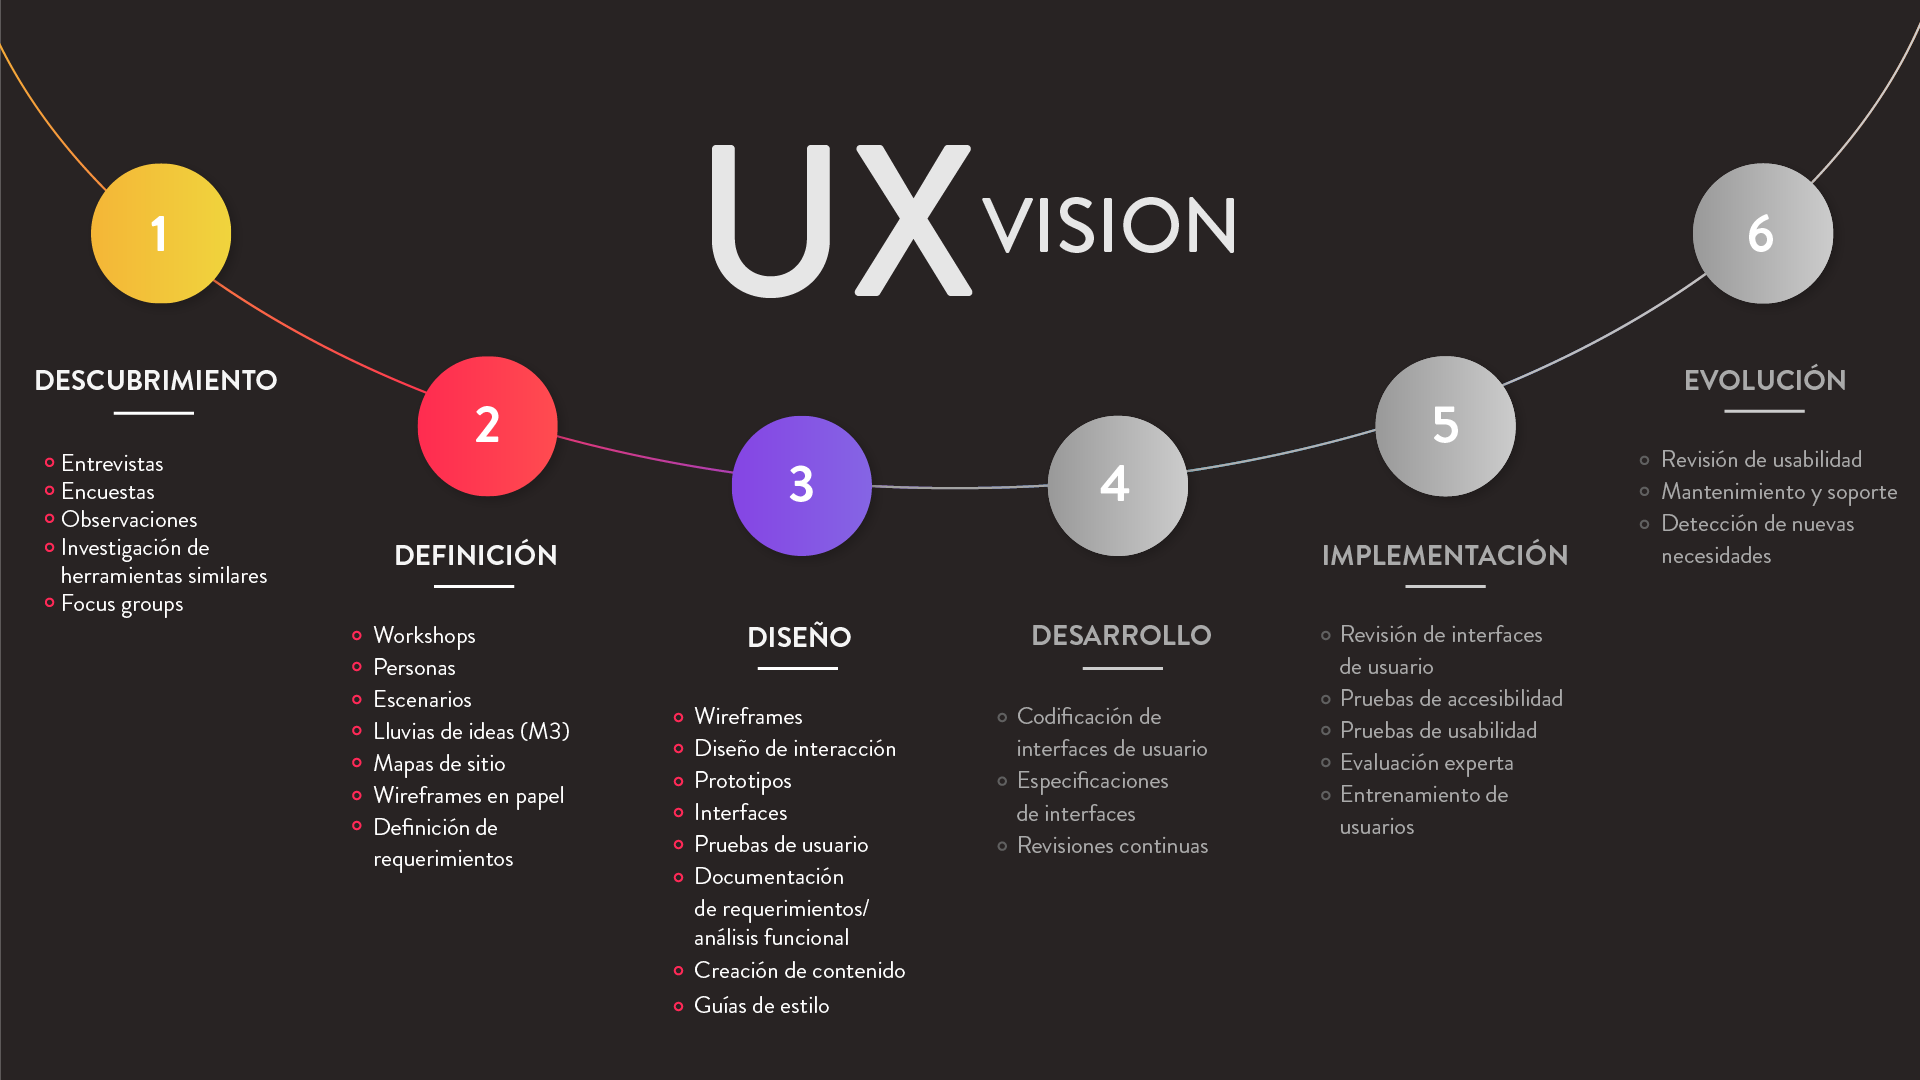 UX VISION
1
DESCUBRIMIENTO
Entrevistas
Encuestas
Observaciones
Investigación de
herramientas similares
Focus groups
2
DEFINICIÓN
Workshops
Personas
Escenarios
Lluvias de ideas (M3)
Mapas de sitio
Wireframes en papel
Definición de
requerimientos
3
DISEÑO
Wireframes
Diseño de interacción
Prototipos
Interfaces
Pruebas de usuario
Documentación
de requerimientos/
análisis funcional
Creación de contenido
Guías de estilo
4
DESARROLLO
Codificación de
interfaces de usuario
Especificaciones
de interfaces
Revisiones continuas
5
IMPLEMENTACIÓN
Revisión de interfaces
de usuario
Pruebas de accesibilidad
Pruebas de usabilidad
Evaluación experta
Entrenamiento de
usuarios
6
EVOLUCIÓN
Revisión de usabilidad
Mantenimiento y soporte
Detección de nuevas
necesidades